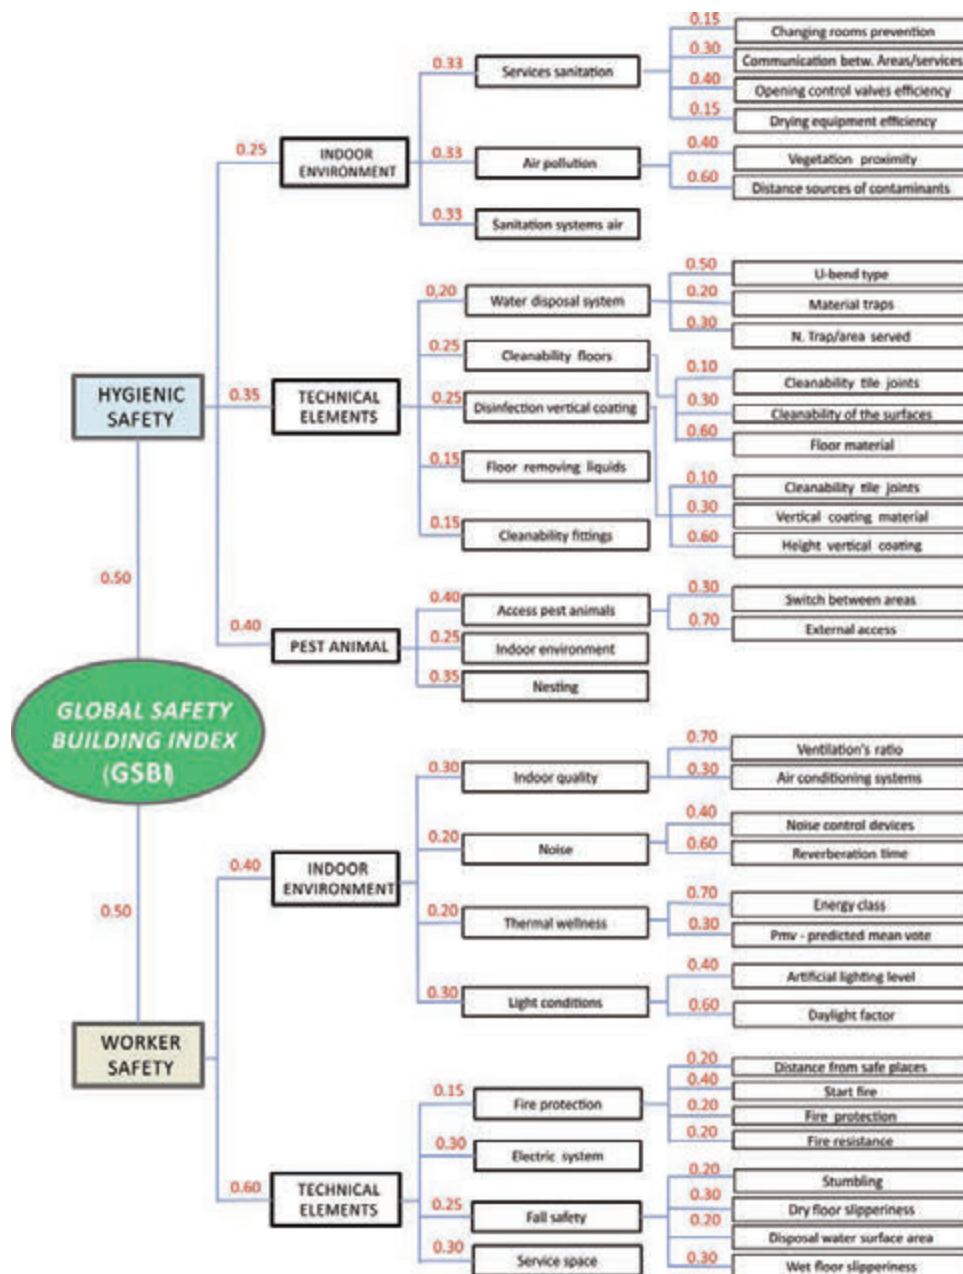 0.15
Changing rooms prevention
0.30
Communication betw. Areas/services
0.33
Services sanitation
0.40
Opening control valves efficiency
0.15
Drying equipment efficiency
0.25
INDOOR
ENVIRONMENT
0.33
Air pollution
0.40
Vegetation proximity
0.60
Distance sources of contaminants
0.33
Sanitation systems air
0,20
Water disposal system
0.50
U-bend type
0.20
Material traps
0.30
N. Trap/area served
0.25
Cleanability floors
0.10
Cleanability tile joints
0.30
Cleanability of the surfaces
0.60
Floor material
HYGIENIC
SAFETY
0.35
TECHNICAL
ELEMENTS
0.25
Disinfection vertical coating
0.15
Floor removing liquids
0.10
Cleanability tile joints
0.30
Vertical coating material
0.60
Height vertical coating
0.15
Cleanability fittings
0.50
0.40
PEST ANIMAL
0.40
Access pest animals
0.30
Switch between areas
0.70
External access
0.25
Indoor environment
0.35
Nesting
GLOBAL SAFETY
BUILDING INDEX
(GSBI)
0.30
Indoor quality
0.70
Ventilation's ratio
0.30
Air conditioning systems
0.20
Noise
0.40
Noise control devices
0.60
Reverberation time
0.40
INDOOR
ENVIRONMENT
0.50
0.20
Thermal wellness
0.70
Energy class
0.30
Pmv - predicted mean vote
0.30
Light conditions
0.40
Artificial lighting level
0.60
Daylight factor
WORKER
SAFETY
0.15
Fire protection
0.20
Distance from safe places
0.40
Start fire
0.20
Fire protection
0.20
Fire resistance
0.30
Electric system
0.60
TECHNICAL
ELEMENTS
0.25
Fall safety
0.20
Stumbling
0.30
Dry floor slipperiness
0.20
Disposal water surface area
0.30
Wet floor slipperiness
0.30
Service space